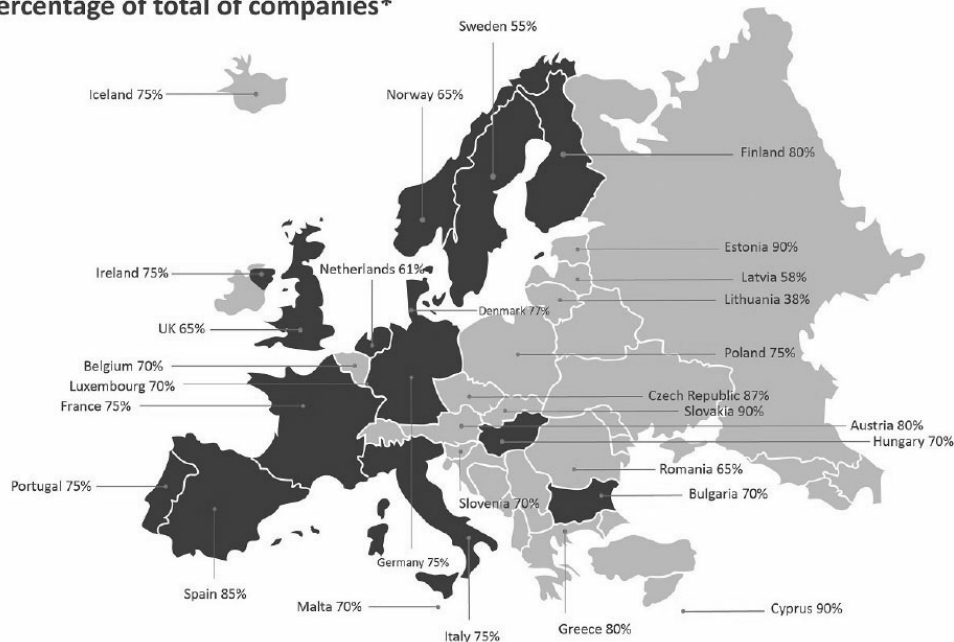 ercentage of total of companies*
Sweden 55%
Iceland 75%
Norway 65%
Finland 80%
Estonia 90%
Ireland 75%
Netherlands 61%
Latvia 58%
Lithuania 38%
Denmark 77%
UK 65%
Poland 75%
Belgium 70%
Luxembourg 70%
Czech Republic 87%
France 75%
Slovakia 90%
Austria 80%
Hungary 70%
Romania 65%
Portugal 75%
Bulgaria 70%
Slovenia 70%
Germany 75%
Spain 85%
Malta 70%
Cyprus 90%
Greece 80%
Italy 75%